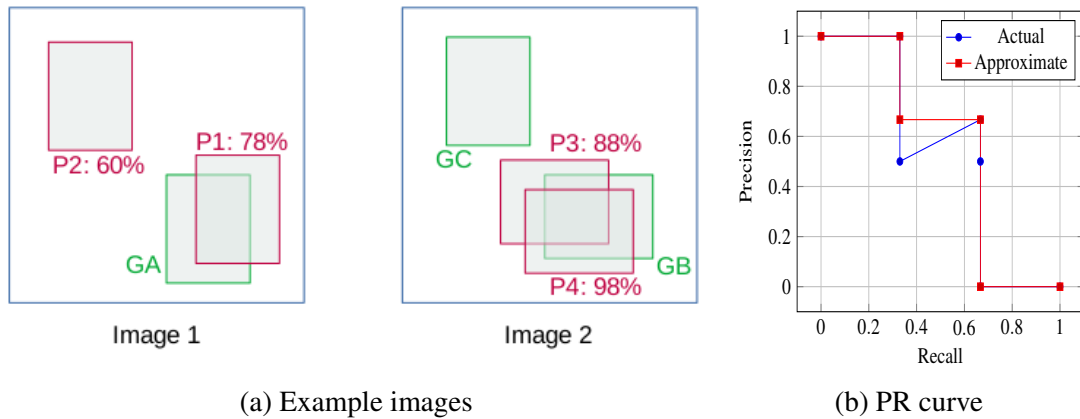 P2: 60%
P1: 78%
GA
Image 1
GC
P3: 88%
GB
P4: 98%
Image 2
(a) Example images
Actual
Approximate
1
0.8
0.6
0.4
0.2
0
Precision
0 0.2 0.4 0.6 0.8 1
Recall
(b) PR curve